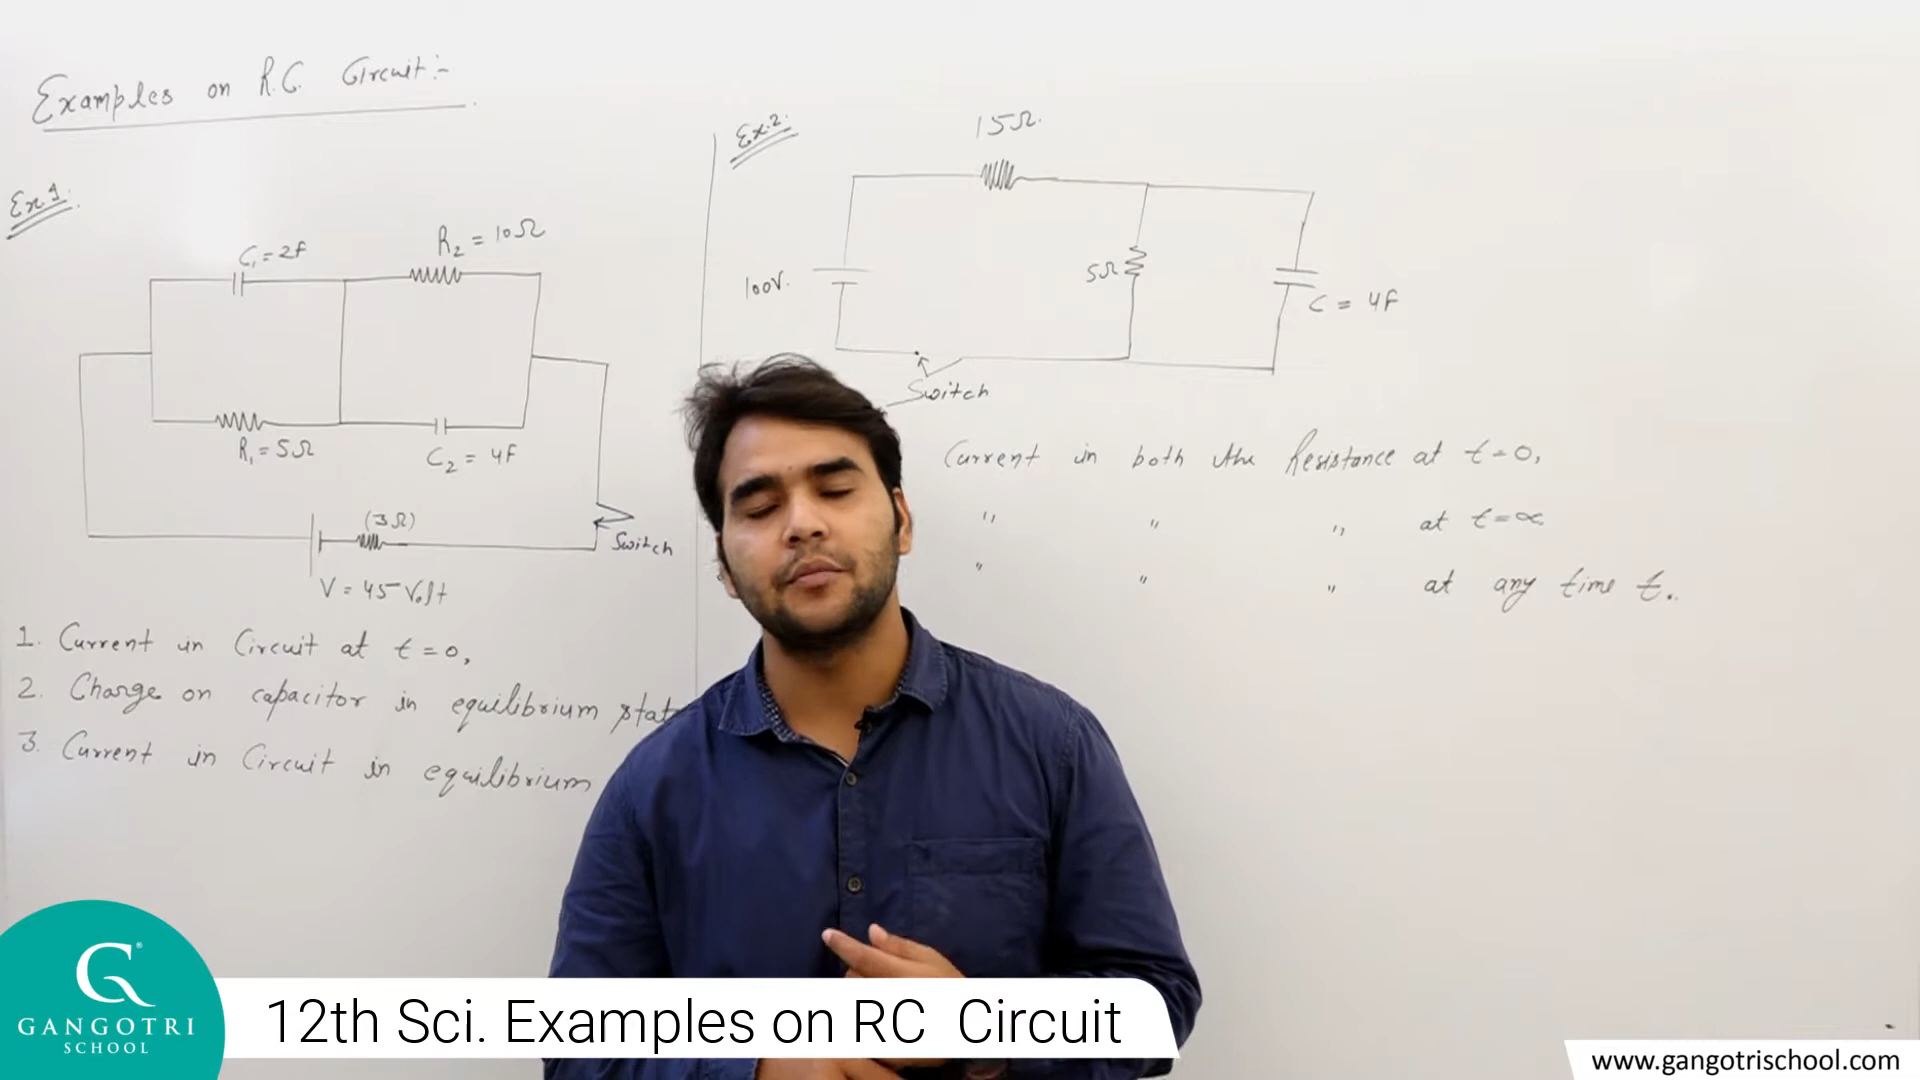 Examples on R.C. Circuit:-
Ex 1.
C₁ = 2F
R₂ = 10Ω
R₁ = 5Ω
C₂ = 4F
(3Ω)
Switch
V = 45 Volt
1. Current in Circuit at t = 0,
2. Charge on capacitor in equilibrium stat
3. Current in Circuit in equilibrium
Ex. 2.
15Ω.
100V.
5Ω
C = 4F
Switch
Current in both the Resistance at t = 0,
" " " at t = ∝
" " " at any time t.
G®
GANGOTRI
SCHOOL
12th Sci. Examples on RC Circuit
www.gangotrischool.com